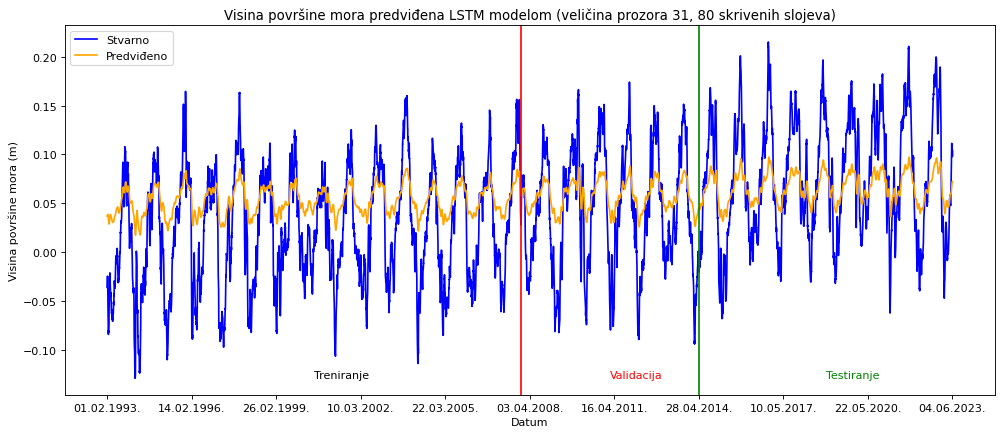 Visina površine mora predviđena LSTM modelom (veličina prozora 31, 80 skrivenih slojeva)
Stvarno
Predviđeno
Visina površine mora (m)
0.20
0.15
0.10
0.05
0.00
−0.05
−0.10
Treniranje
Validacija
Testiranje
01.02.1993. 14.02.1996. 26.02.1999. 10.03.2002. 22.03.2005. 03.04.2008. 16.04.2011. 28.04.2014. 10.05.2017. 22.05.2020. 04.06.2023.
Datum